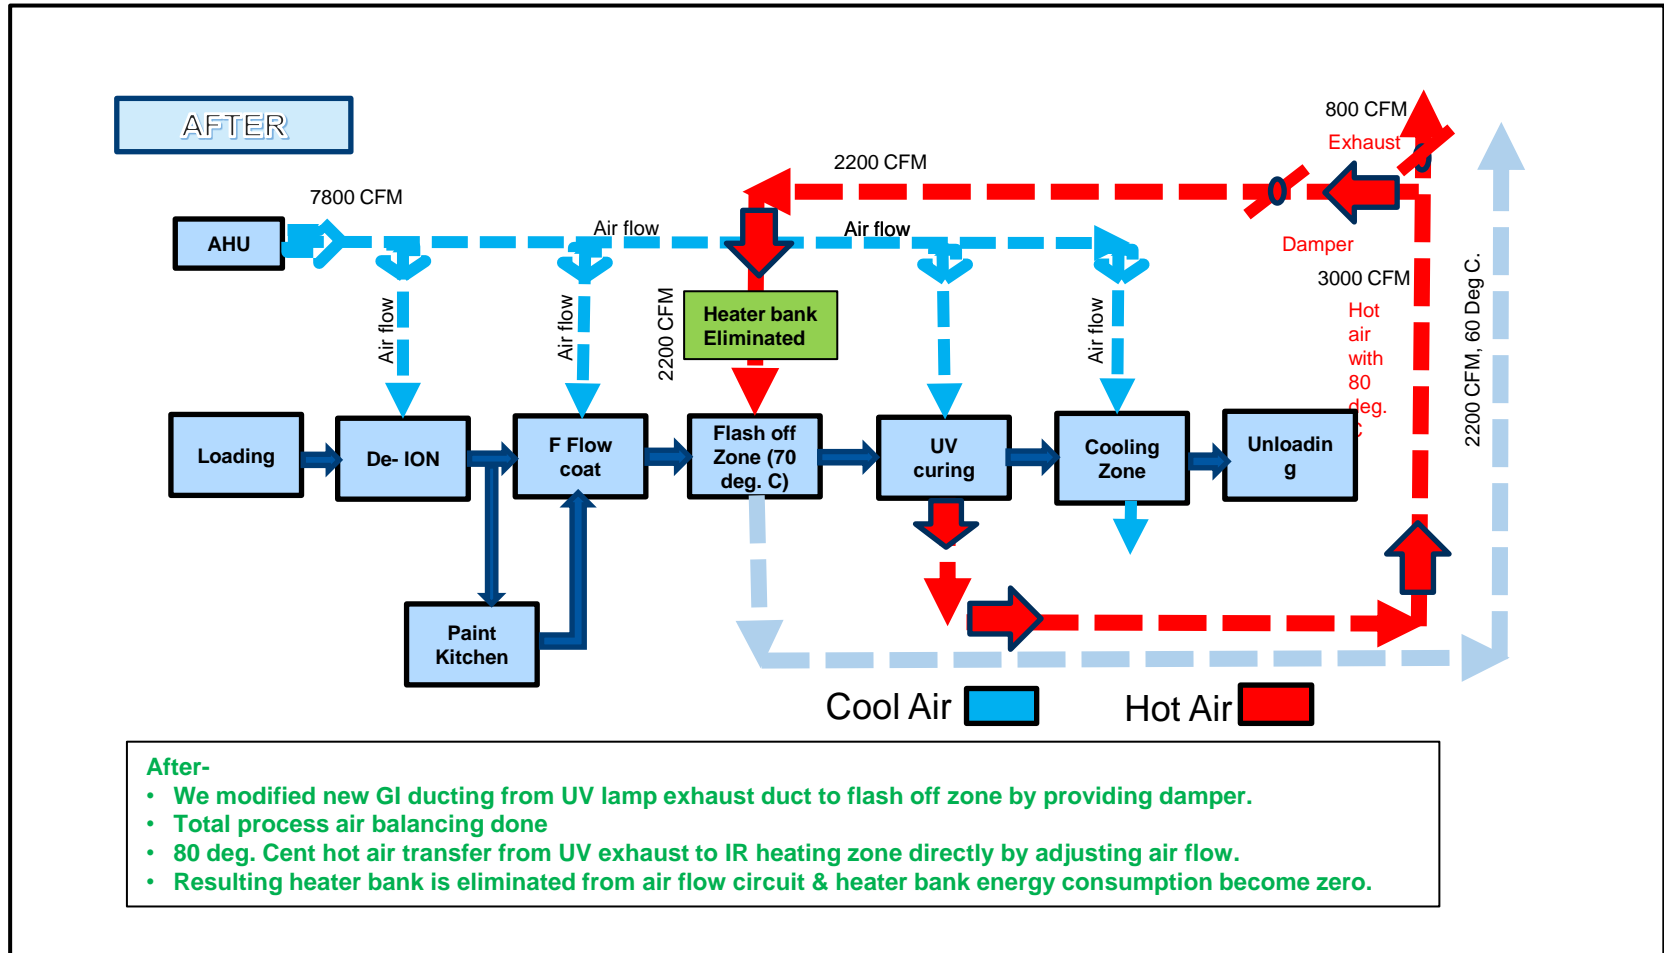 AFTER
800 CFM
Exhaust
2200 CFM
7800 CFM
Air flow
Air flow
AHU
Damper
3000 CFM
Hot
air
with
80
deg.
C
2200 CFM, 60 Deg C.
Air flow
Air flow
2200 CFM
Heater bank
Eliminated
Air flow
Loading
De- ION
F Flow
coat
Flash off
Zone (70
deg. C)
UV
curing
Cooling
Zone
Unloadin
g
Paint
Kitchen
Cool Air
Hot Air
After-
• We modified new GI ducting from UV lamp exhaust duct to flash off zone by providing damper.
• Total process air balancing done
• 80 deg. Cent hot air transfer from UV exhaust to IR heating zone directly by adjusting air flow.
• Resulting heater bank is eliminated from air flow circuit & heater bank energy consumption become zero.